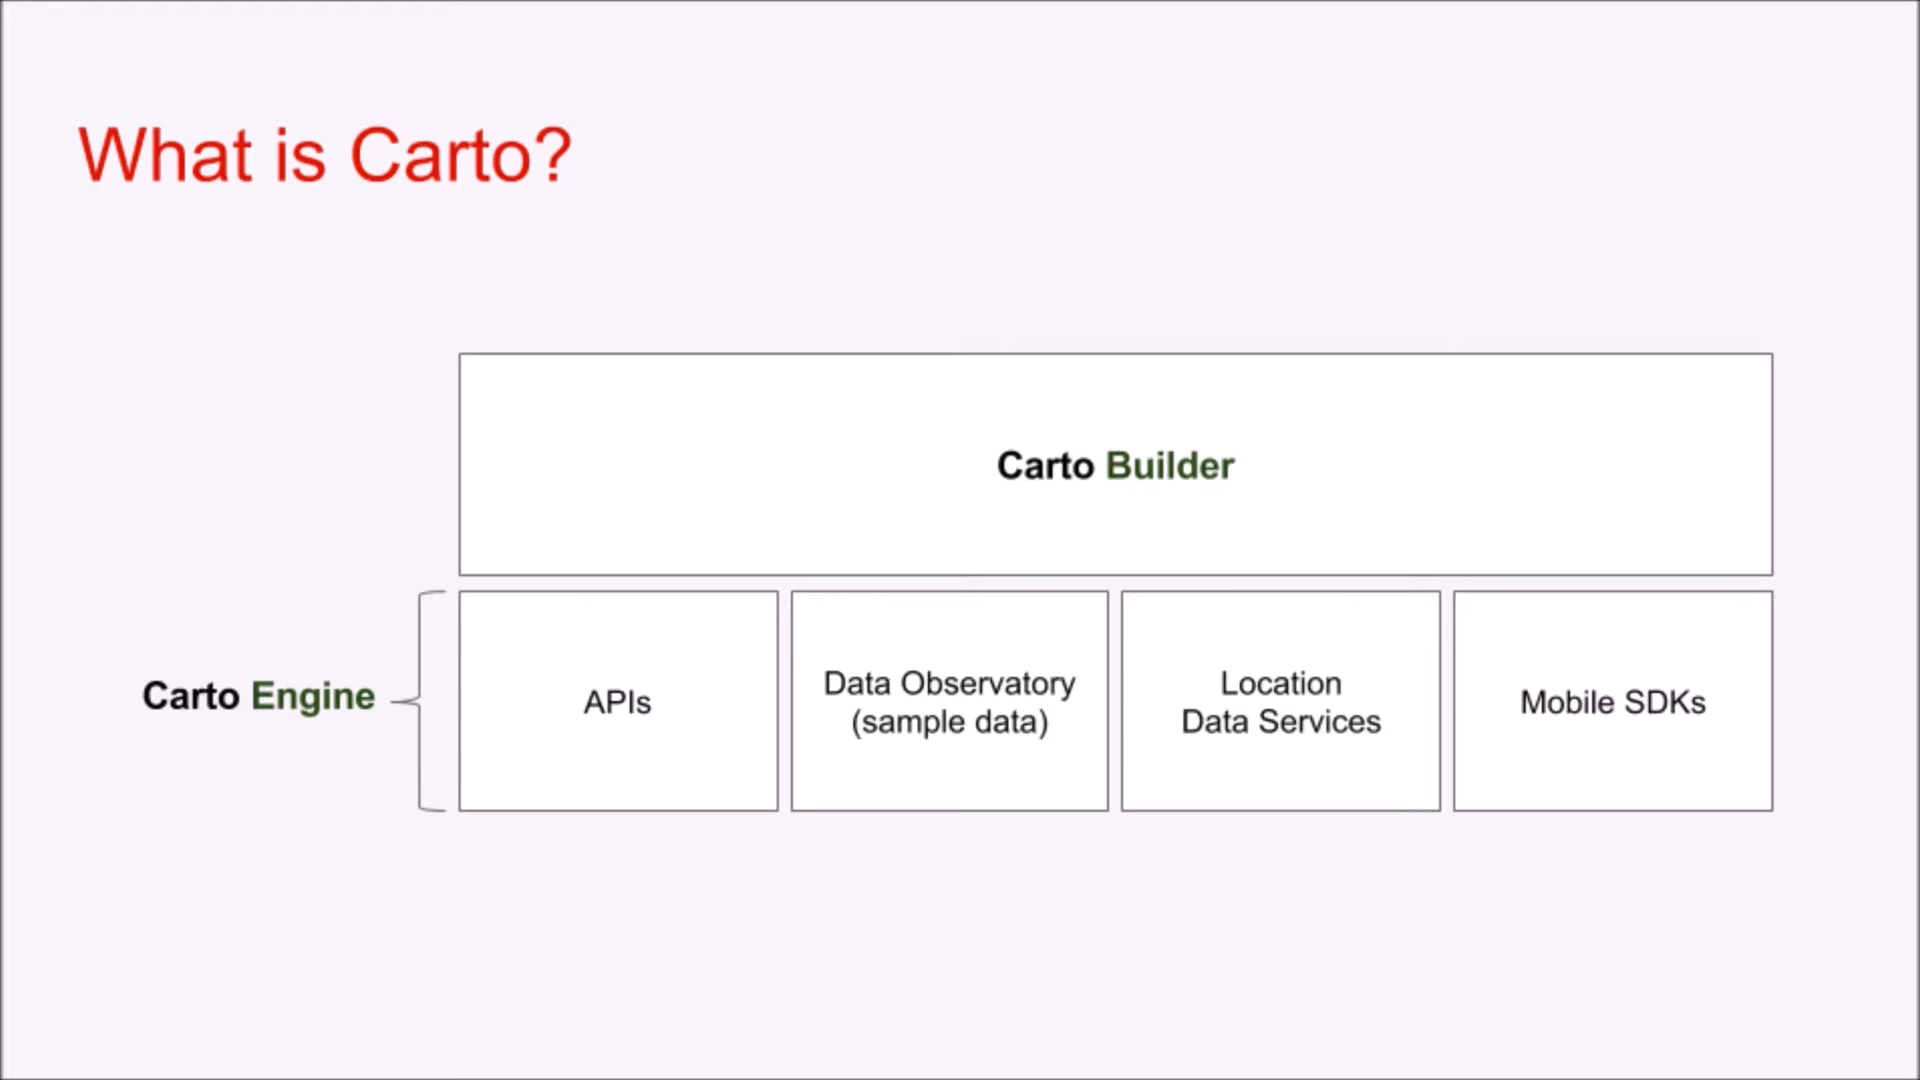 What is Carto?
Carto Builder
Carto Engine
APIs
Data Observatory
(sample data)
Location
Data Services
Mobile SDKs